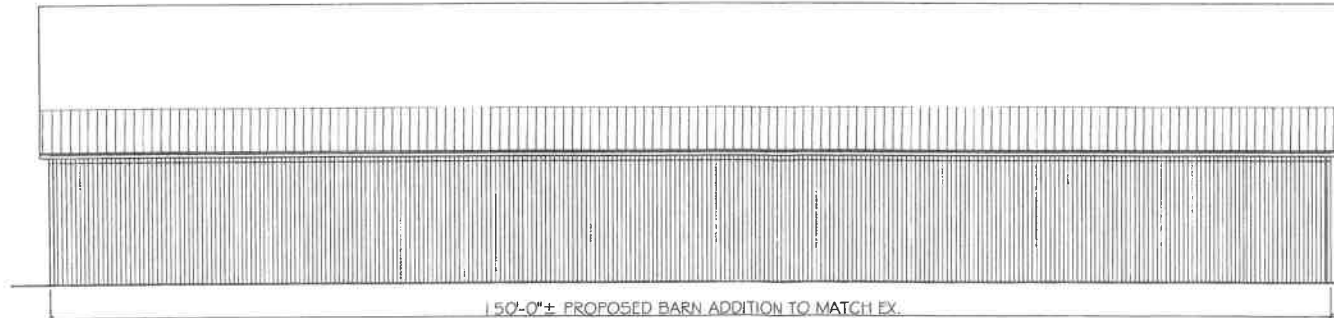 150'-0"± PROPOSED BARN ADDITION TO MATCH EX.